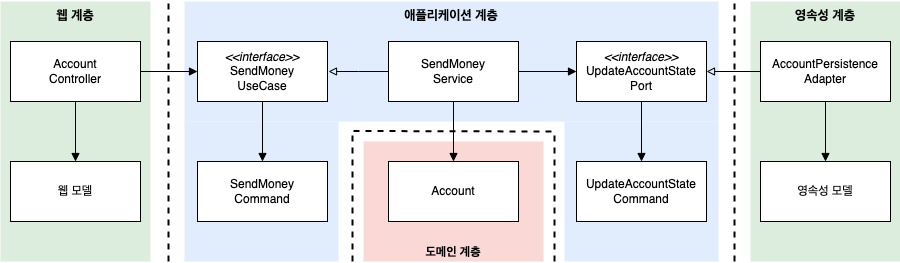 웹 계층
애플리케이션 계층
영속성 계층
Account
Controller
<<interface>>
SendMoney
UseCase
SendMoney
Service
<<interface>>
UpdateAccountState
Port
AccountPersistence
Adapter
웹 모델
SendMoney
Command
Account
UpdateAccountState
Command
영속성 모델
도메인 계층